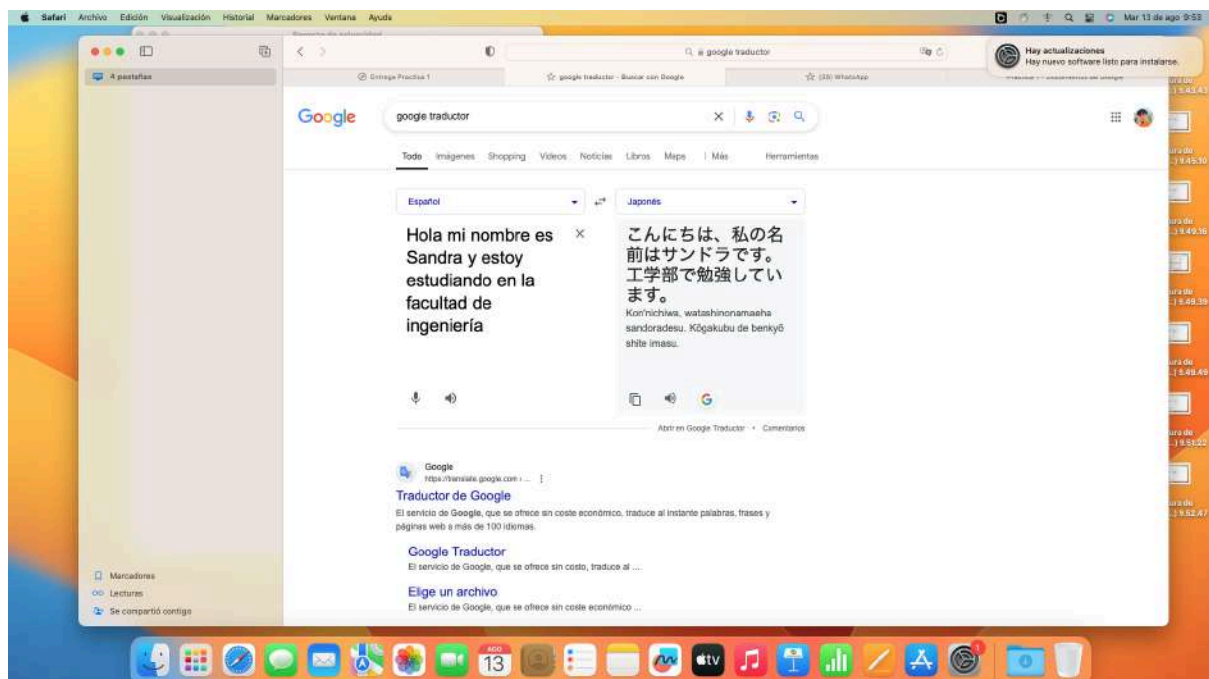 Safari Archivo Edición Visualización Historial Marcadores Ventana Ayuda
Mar 13 de ago 9:53
4 pestañas
google traductor
Hay actualizaciones
Hay nuevo software listo para instalarse.
Entrega Practica 1
google traductor - Buscar con Google
(35) WhatsApp
Google
google traductor
Todo Imágenes Shopping Videos Noticias Libros Maps Más Herramientas
Español
Japonés
Hola mi nombre es
Sandra y estoy
estudiando en la
facultad de
ingeniería
こんにちは、私の名
前はサンドラです。
工学部で勉強してい
ます。
Kon'nichiwa, watashinonamaeha
sandoradesu. Kōgakubu de benkyō
shite imasu.
Abrir en Google Traductor • Comentarios
Google
https://translate.google.com › ...
Traductor de Google
El servicio de Google, que se ofrece sin coste económico, traduce al instante palabras, frases y
páginas web a más de 100 idiomas.
Google Traductor
El servicio de Google, que se ofrece sin costo, traduce al ...
Elige un archivo
El servicio de Google, que se ofrece sin coste económico ...
Marcadores
Lecturas
Se compartió contigo
AGO
13
tv
1